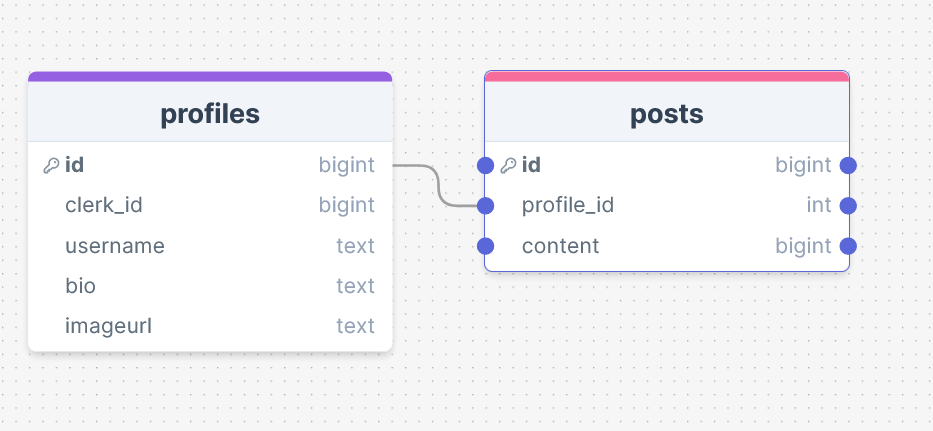 profiles
id bigint
clerk_id bigint
username text
bio text
imageurl text
posts
id bigint
profile_id int
content bigint